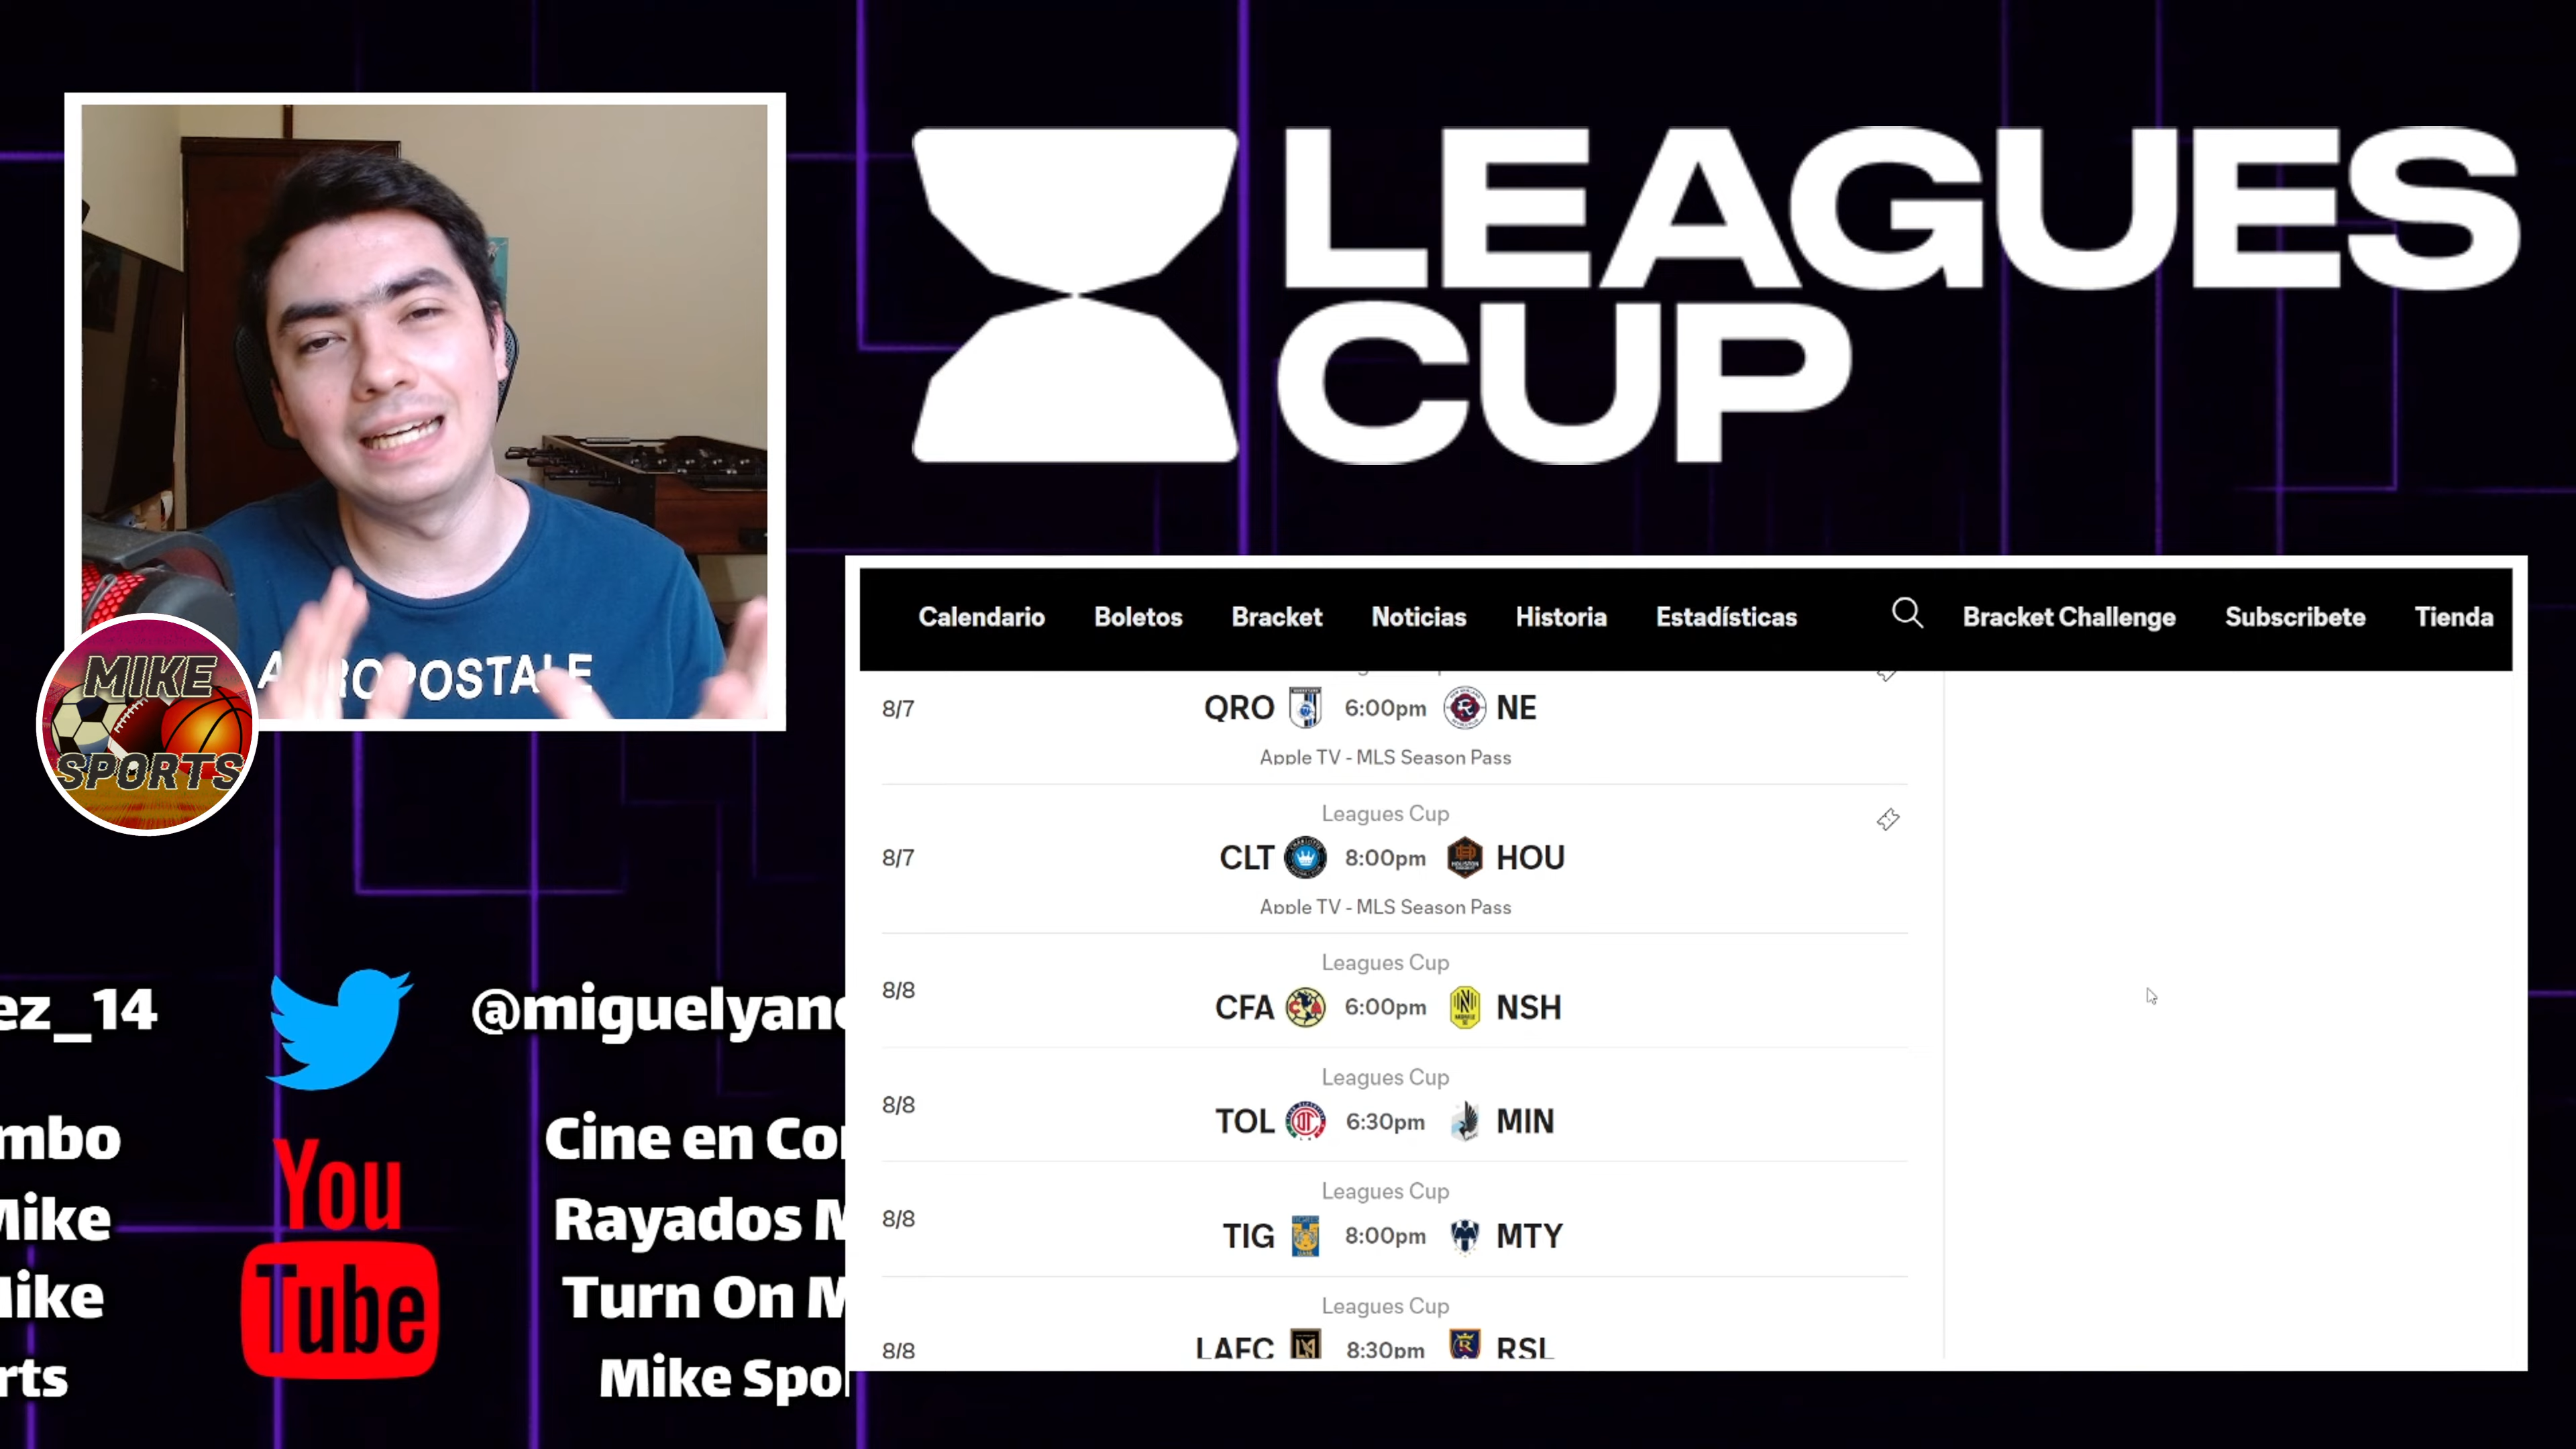 LEAGUES
CUP
AEROPOSTALE
MIKE
SPORTS
ez_14
@miguelyand
mbo
Cine en Co
Mike
Rayados M
Mike
Turn On M
rts
Mike Spor
You
Tube
Calendario Boletos Bracket Noticias Historia Estadísticas Bracket Challenge Subscribete Tienda
8/7 QRO 6:00pm NE
Apple TV - MLS Season Pass
Leagues Cup
8/7 CLT 8:00pm HOU
Apple TV - MLS Season Pass
Leagues Cup
8/8 CFA 6:00pm NSH
Leagues Cup
8/8 TOL 6:30pm MIN
Leagues Cup
8/8 TIG 8:00pm MTY
Leagues Cup
8/8 LAFC 8:30pm RSL